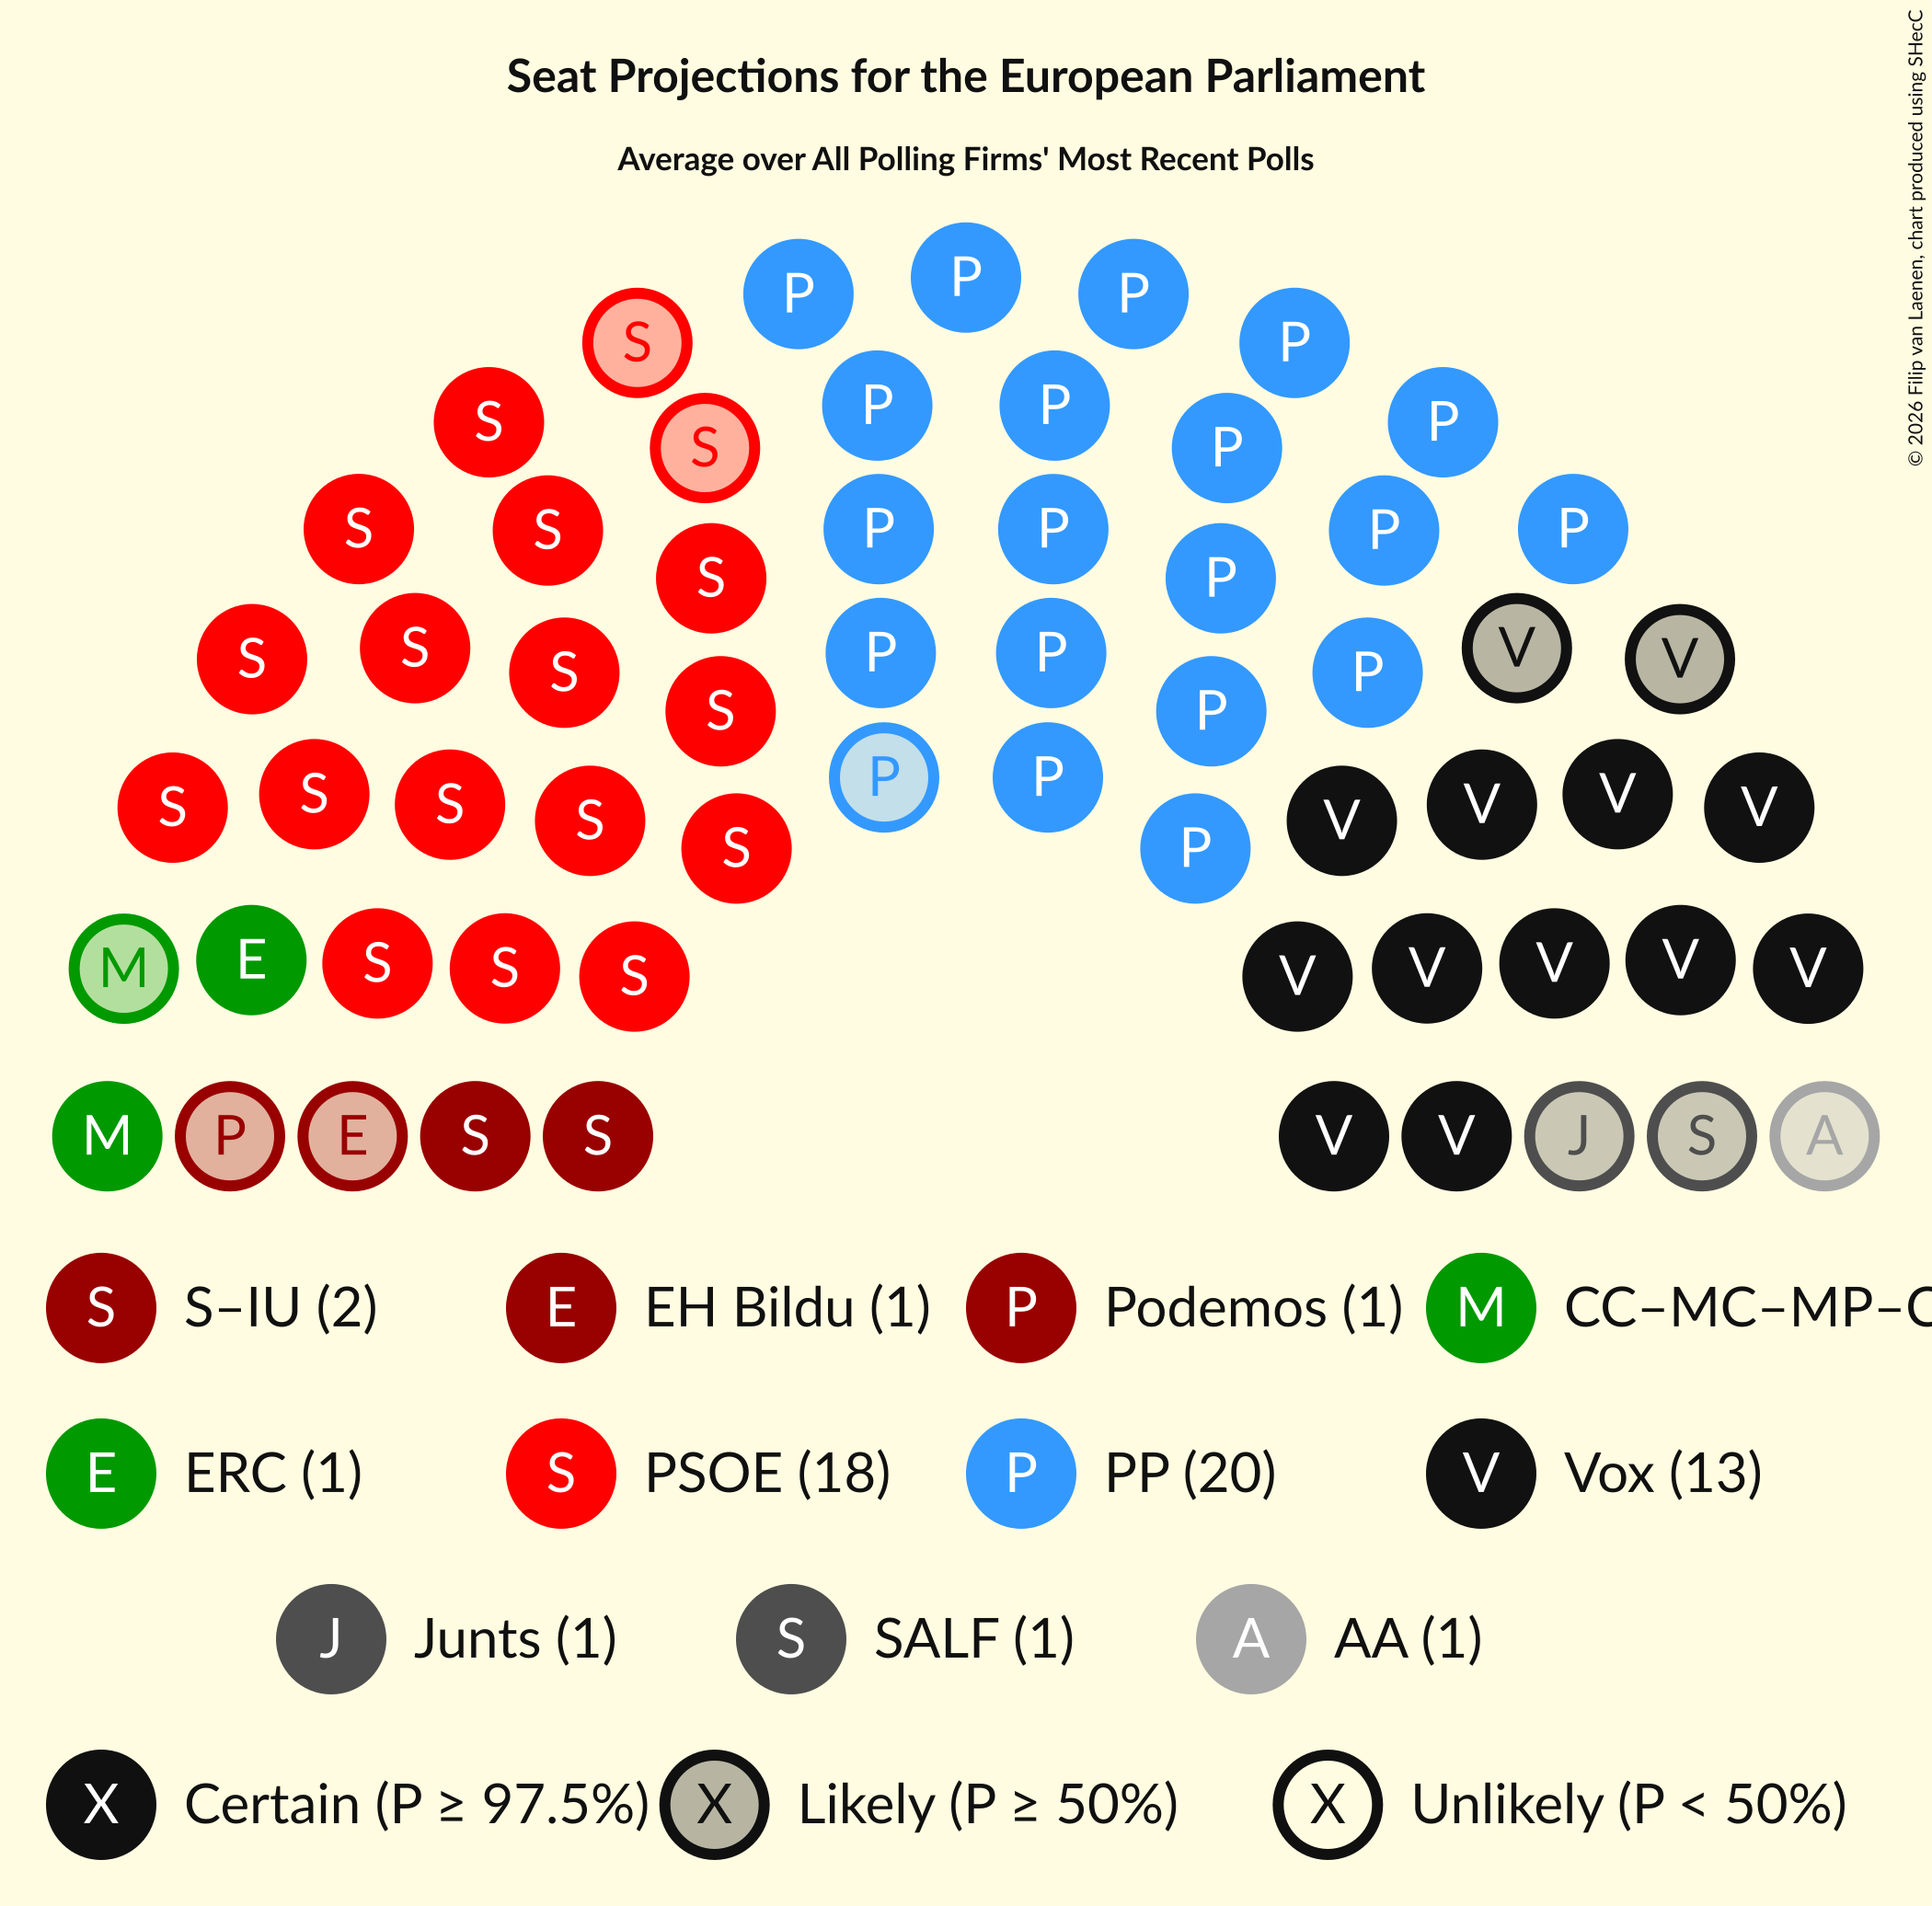 Seat Projections for the European Parliament
Average over All Polling Firms' Most Recent Polls
© 2026 Filip van Laenen, chart produced using SHecC
P P P
S P
P P
S P
S P
P P
S S P P
S P
S V
S S P V
P P
S P
P P
S S S S V V V V
S P
M E S S S V V V V V
M P E S S V V J S A
S S–IU (2) E EH Bildu (1) P Podemos (1) M CC–MC–MP–C
E ERC (1) S PSOE (18) P PP (20) V Vox (13)
J Junts (1) S SALF (1) A AA (1)
X Certain (P ≥ 97.5%) X Likely (P ≥ 50%) X Unlikely (P < 50%)